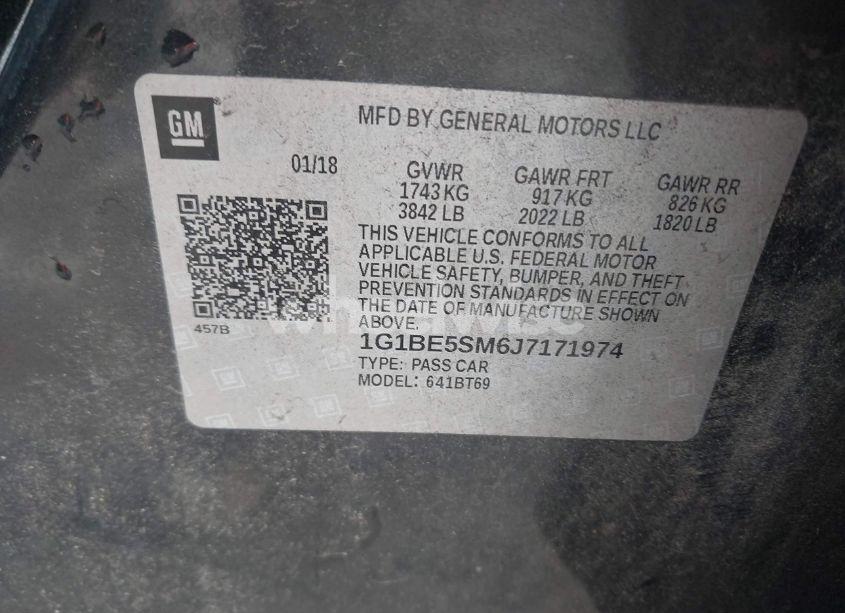 GM
MFD BY GENERAL MOTORS LLC
01/18
GVWR
1743 KG
3842 LB
GAWR FRT
917 KG
2022 LB
GAWR RR
826 KG
1820 LB
THIS VEHICLE CONFORMS TO ALL
APPLICABLE U.S. FEDERAL MOTOR
VEHICLE SAFETY, BUMPER, AND THEFT
PREVENTION STANDARDS IN EFFECT ON
THE DATE OF MANUFACTURE SHOWN
ABOVE.
457B
1G1BE5SM6J7171974
TYPE: PASS CAR
MODEL: 641BT69